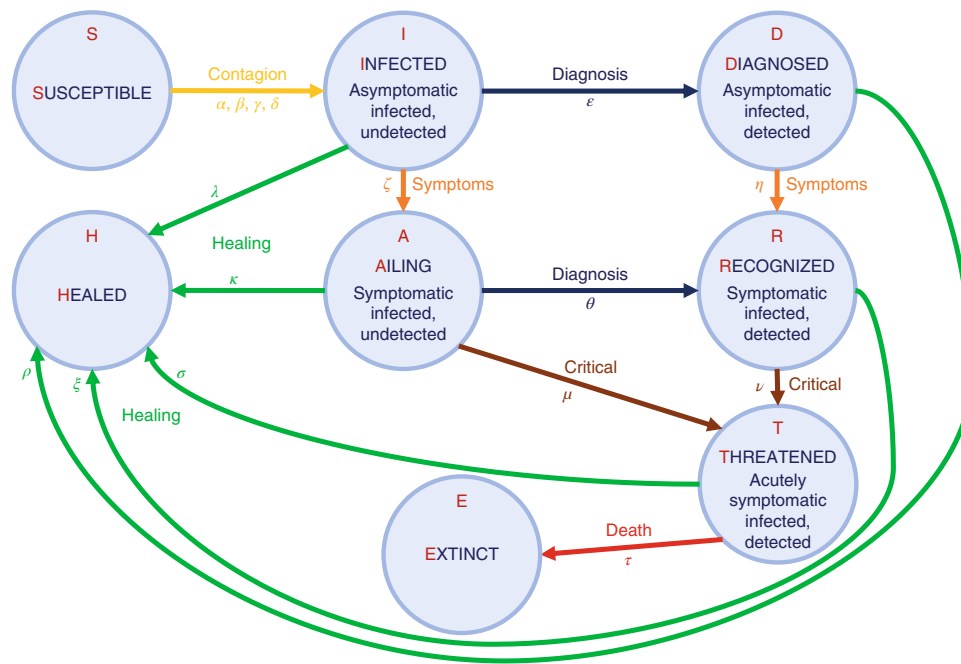 S
SUSCEPTIBLE
Contagion
α, β, γ, δ
I
INFECTED
Asymptomatic
infected,
undetected
Diagnosis
ε
D
DIAGNOSED
Asymptomatic
infected,
detected
λ
ζ Symptoms
η Symptoms
H
HEALED
Healing
κ
A
AILING
Symptomatic
infected,
undetected
Diagnosis
θ
R
RECOGNIZED
Symptomatic
infected,
detected
ρ
ξ
σ
Healing
Critical
μ
ν Critical
T
THREATENED
Acutely
symptomatic
infected,
detected
E
EXTINCT
Death
τ